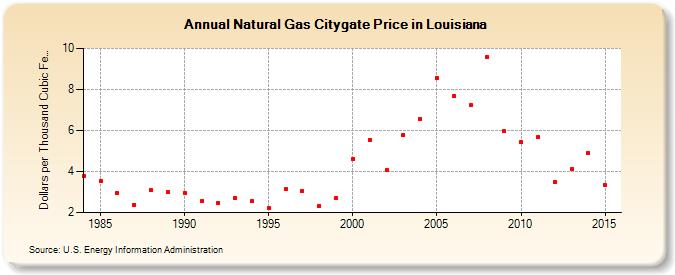 Annual Natural Gas Citygate Price in Louisiana
Dollars per Thousand Cubic Fe...
10
8
6
4
2
1985 1990 1995 2000 2005 2010 2015
Source: U.S. Energy Information Administration